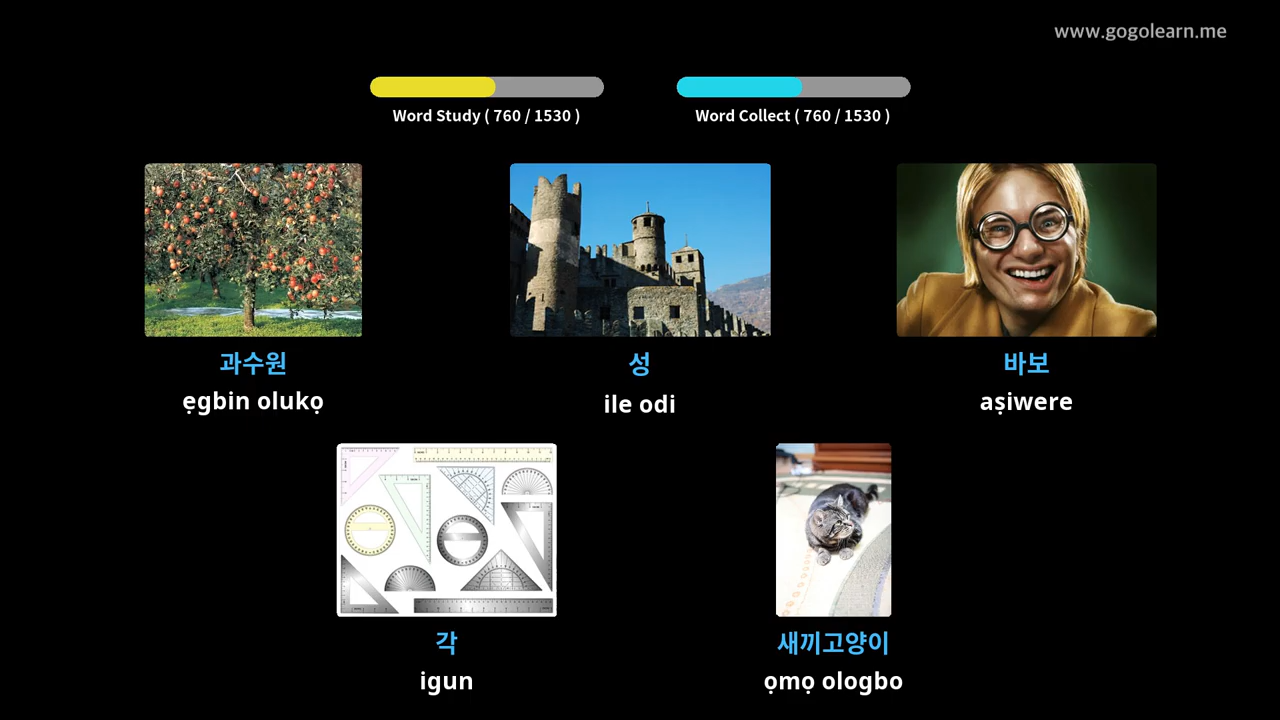 www.gogolearn.me
Word Study ( 760 / 1530 )
Word Collect ( 760 / 1530 )
과수원
ẹgbin olukọ
성
ile odi
바보
aṣiwere
각
igun
새끼고양이
ọmọ ologbo